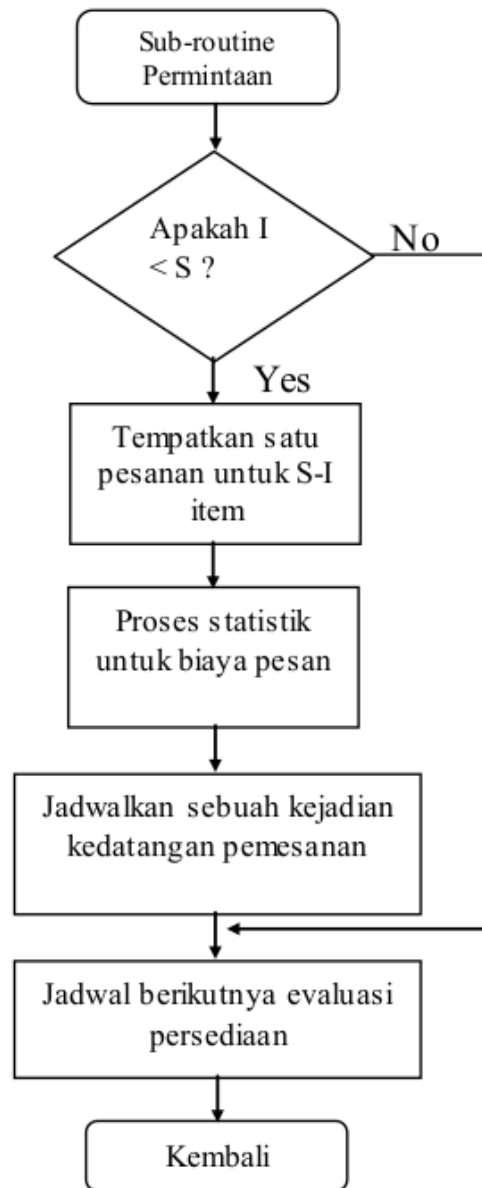 Sub-routine
Permintaan
Apakah I
< S ?
No
Yes
Tempatkan satu
pesanan untuk S-I
item
Proses statistik
untuk biaya pesan
Jadwalkan sebuah kejadian
kedatangan pemesanan
Jadwal berikutnya evaluasi
persediaan
Kembali